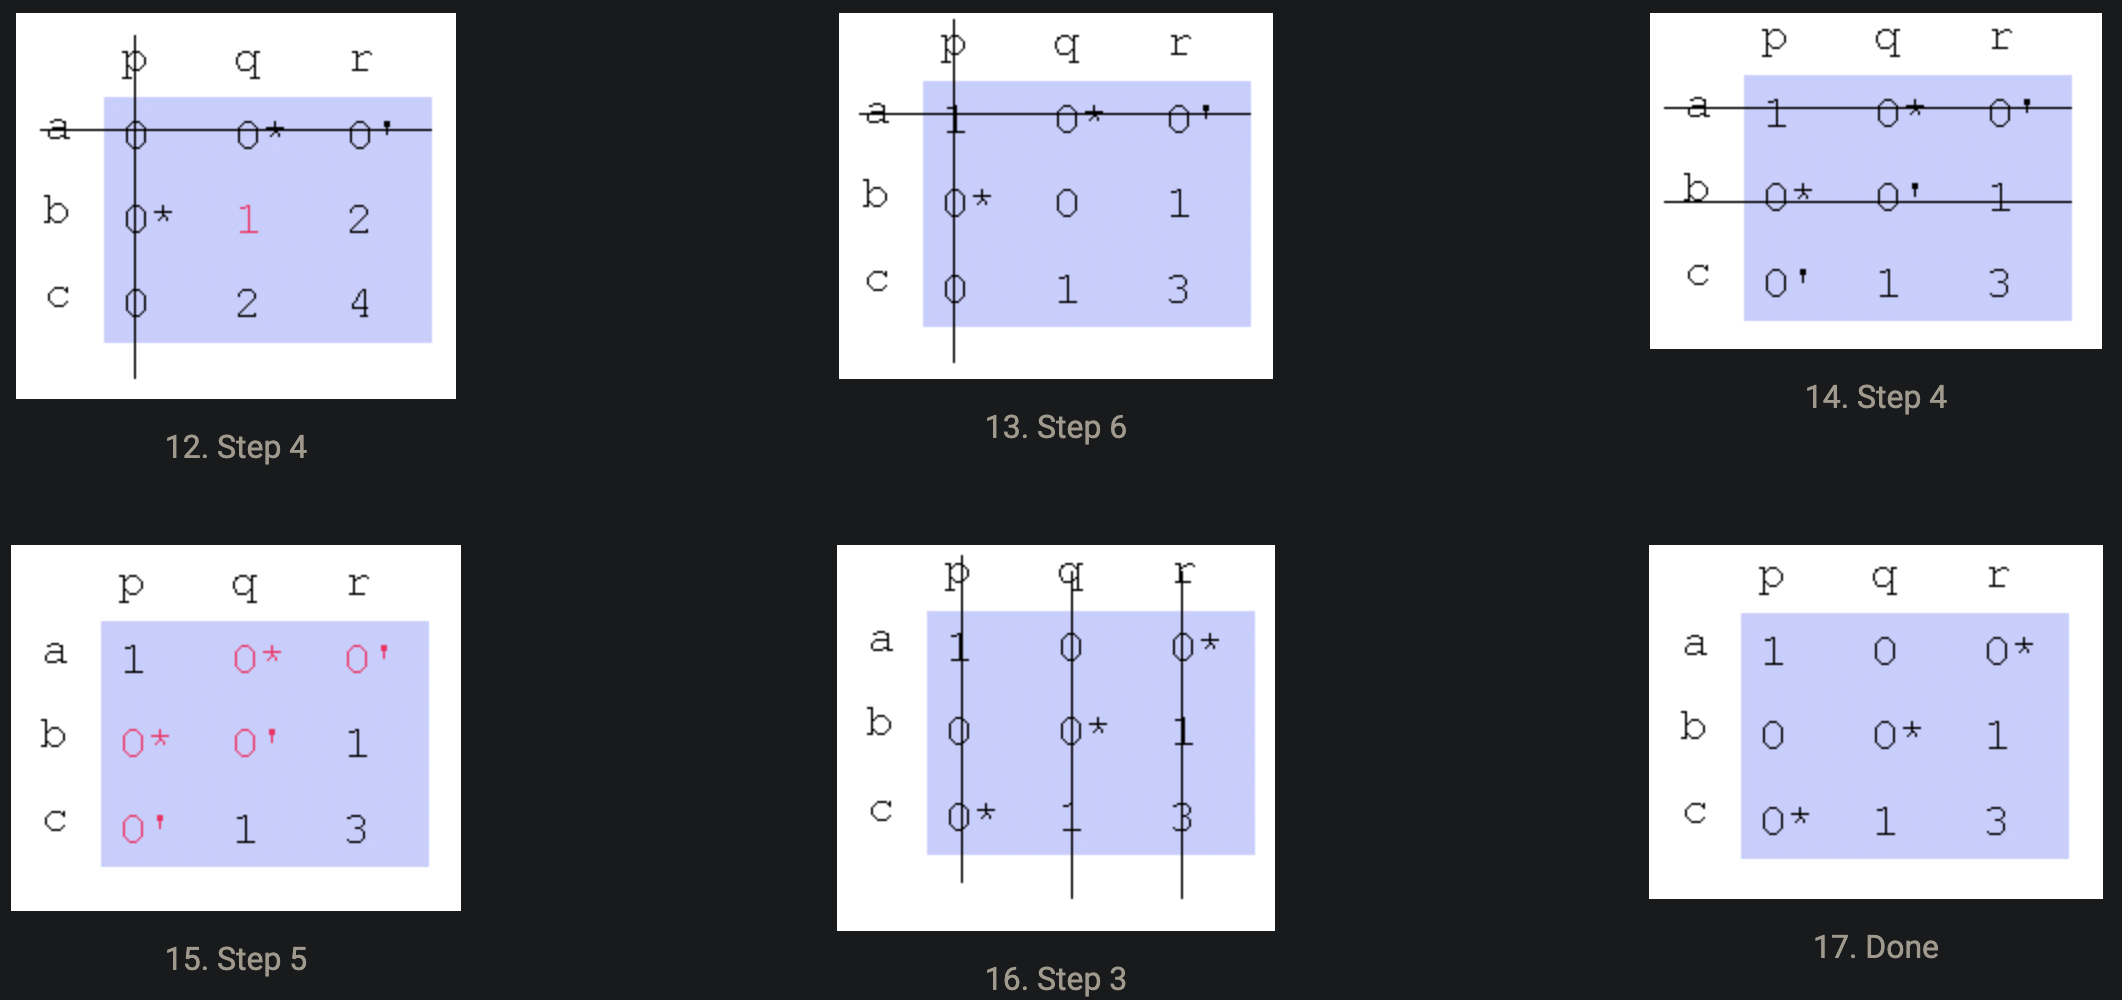 p q r
a 0 0* 0'
b 0* 1 2
c 0 2 4
12. Step 4
p q r
a 1 0* 0'
b 0* 0 1
c 0 1 3
13. Step 6
p q r
a 1 0* 0'
b 0* 0' 1
c 0' 1 3
14. Step 4
p q r
a 1 0* 0'
b 0* 0' 1
c 0' 1 3
15. Step 5
p q r
a 1 0 0*
b 0 0* 1
c 0* 1 3
16. Step 3
p q r
a 1 0 0*
b 0 0* 1
c 0* 1 3
17. Done